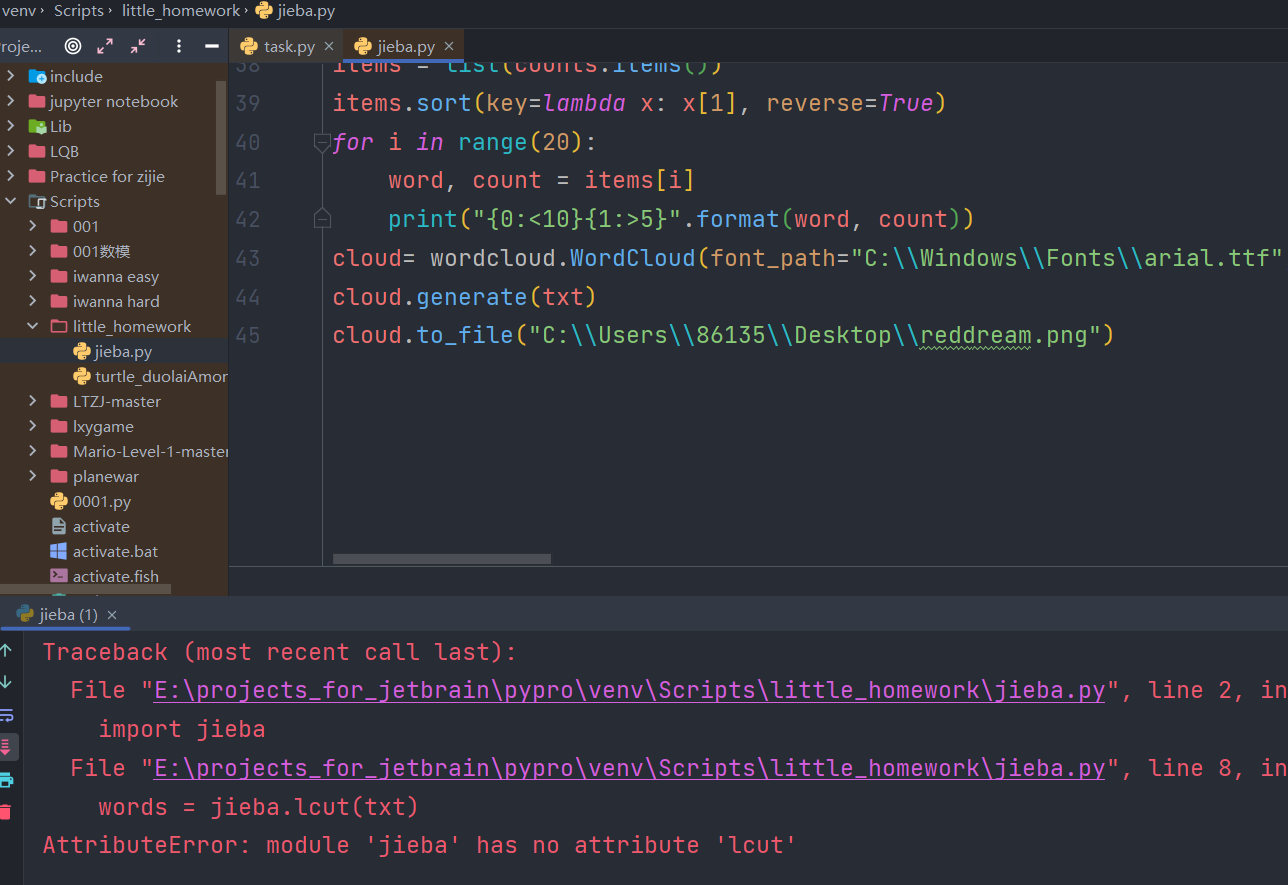 venv › Scripts › little_homework › jieba.py
roje...
task.py ×
jieba.py ×
include
jupyter notebook
Lib
LQB
Practice for zijie
Scripts
001
001数模
iwanna easy
iwanna hard
little_homework
jieba.py
turtle_duolaiAmor
LTZJ-master
lxygame
Mario-Level-1-master
planewar
0001.py
activate
activate.bat
activate.fish
38 items = list(counts.items())
39 items.sort(key=lambda x: x[1], reverse=True)
40 for i in range(20):
41 word, count = items[i]
42 print("{0:<10}{1:>5}".format(word, count))
43 cloud= wordcloud.WordCloud(font_path="C:\\Windows\\Fonts\\arial.ttf"
44 cloud.generate(txt)
45 cloud.to_file("C:\\Users\\86135\\Desktop\\reddream.png")
jieba (1) ×
Traceback (most recent call last):
File "E:\projects_for_jetbrain\pypro\venv\Scripts\little_homework\jieba.py", line 2, in
import jieba
File "E:\projects_for_jetbrain\pypro\venv\Scripts\little_homework\jieba.py", line 8, in
words = jieba.lcut(txt)
AttributeError: module 'jieba' has no attribute 'lcut'